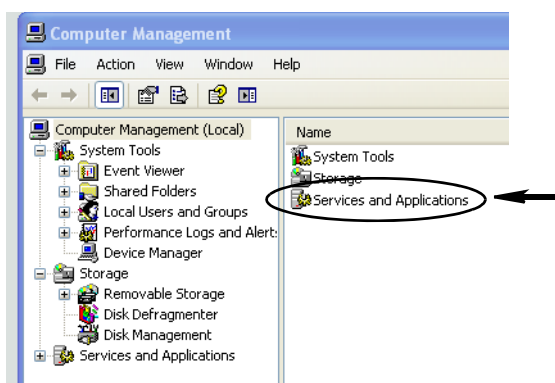 Computer Management
File Action View Window Help
Computer Management (Local)
System Tools
Event Viewer
Shared Folders
Local Users and Groups
Performance Logs and Alert:
Device Manager
Storage
Removable Storage
Disk Defragmenter
Disk Management
Services and Applications
Name
System Tools
Storage
Services and Applications